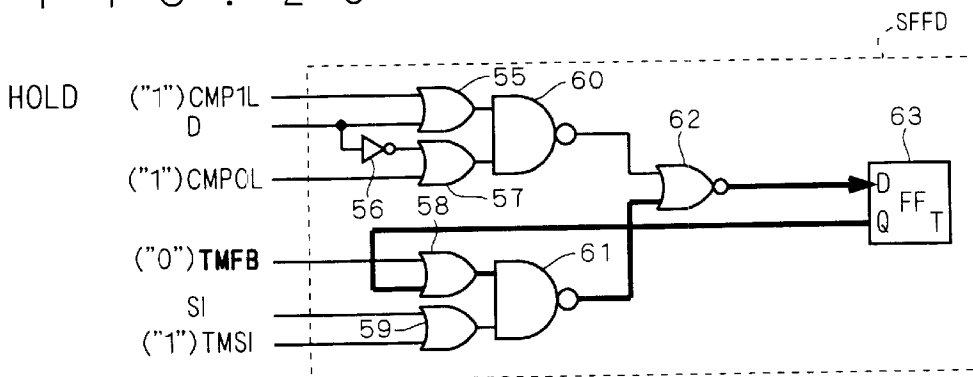 SFFD
HOLD
("1")CMP1L
55
60
D
62
63
D
FF
Q
T
("1")CMP0L
56
57
58
("0")TMFB
61
SI
59
("1")TMSI